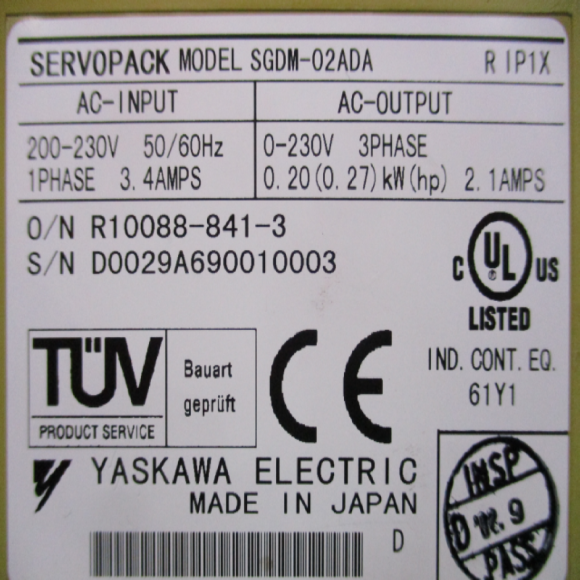 SERVOPACK MODEL SGDM-02ADA R IP1X
AC-INPUT AC-OUTPUT
200-230V 50/60Hz 0-230V 3PHASE
1PHASE 3.4AMPS 0.20(0.27)kW(hp) 2.1AMPS
O/N R10088-841-3
S/N D0029A690010003
C UL US
LISTED
IND. CONT. EQ.
61Y1
TÜV
PRODUCT SERVICE
Bauart
geprüft
CE
YASKAWA ELECTRIC
MADE IN JAPAN
D
INSP
D 9
PASS